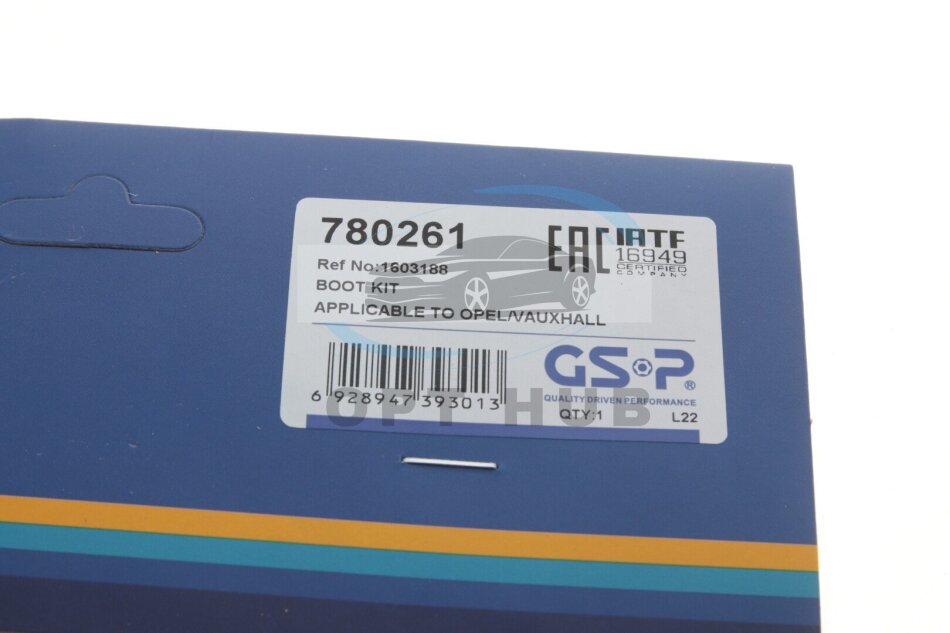 780261
EAC IATF
16949
CERTIFIED
COMPANY
Ref No:1603188
BOOT KIT
APPLICABLE TO OPEL/VAUXHALL
GSP®
QUALITY DRIVEN PERFORMANCE
6 928947 393013
QTY:1 L22
OPT HUB